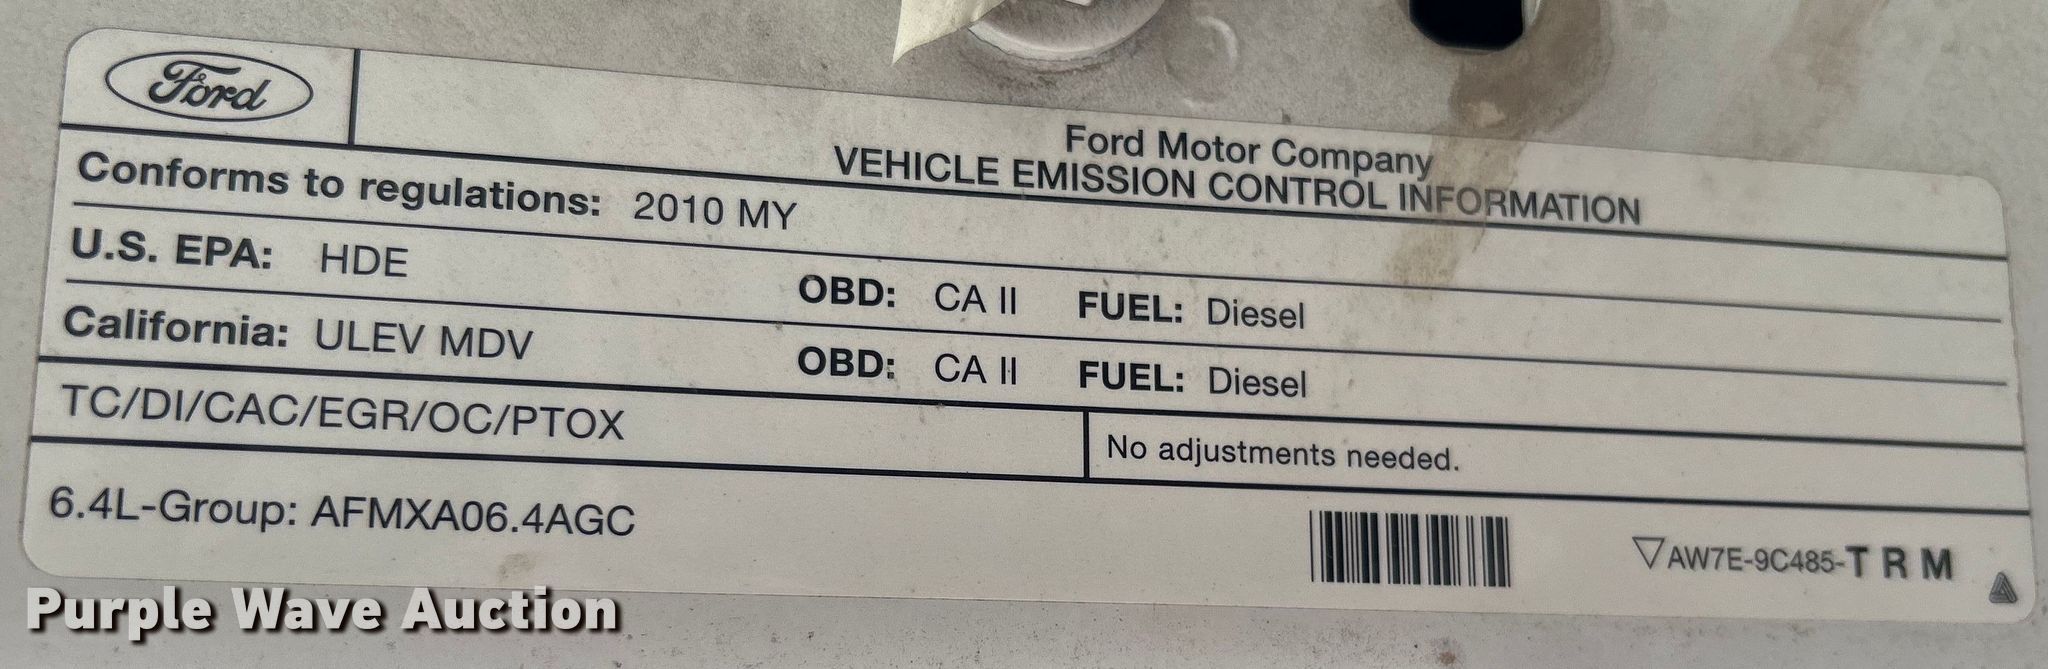 Ford
Ford Motor Company
VEHICLE EMISSION CONTROL INFORMATION
Conforms to regulations: 2010 MY
U.S. EPA: HDE OBD: CA II FUEL: Diesel
California: ULEV MDV OBD: CA II FUEL: Diesel
TC/DI/CAC/EGR/OC/PTOX
No adjustments needed.
6.4L-Group: AFMXA06.4AGC
AW7E-9C485-TRM
Purple Wave Auction